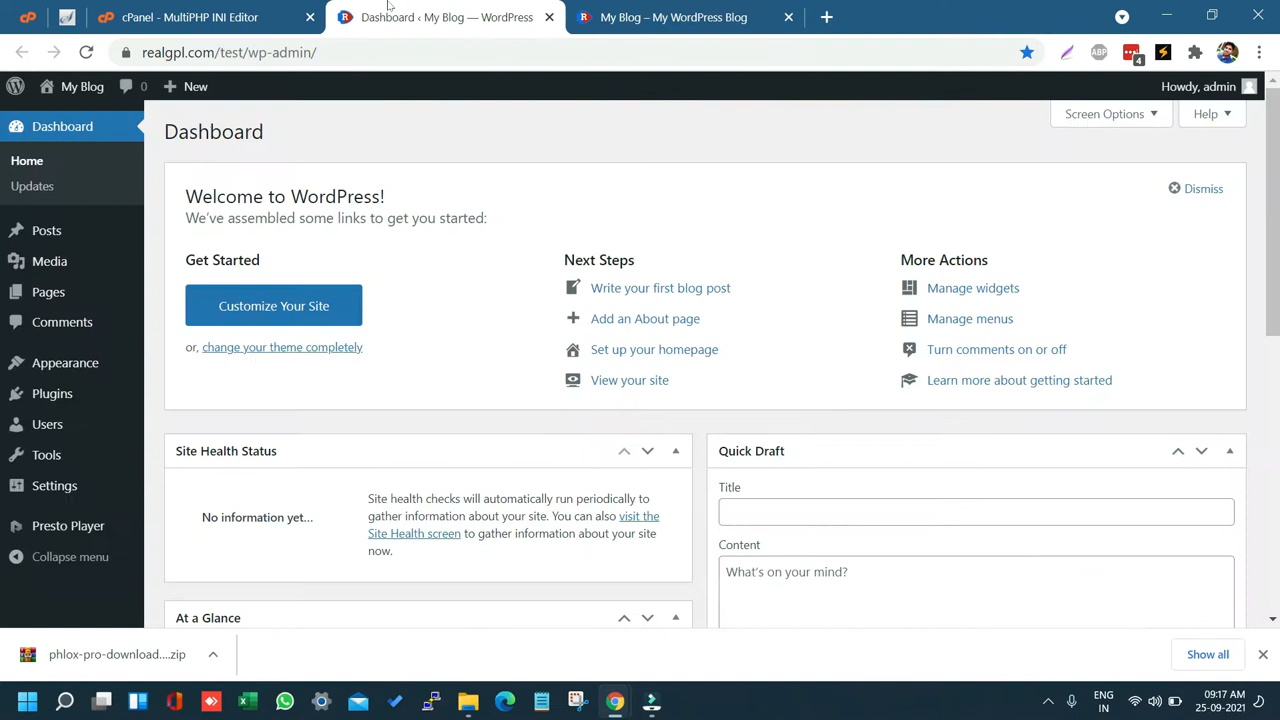 cPanel - MultiPHP INI Editor
Dashboard ‹ My Blog — WordPress
My Blog – My WordPress Blog
realgpl.com/test/wp-admin/
ABP
4
My Blog
0
New
Howdy, admin
Dashboard
Home
Updates
Posts
Media
Pages
Comments
Appearance
Plugins
Users
Tools
Settings
Presto Player
Collapse menu
Dashboard
Screen Options
Help
Welcome to WordPress!
We've assembled some links to get you started:
Dismiss
Get Started
Customize Your Site
or, change your theme completely
Next Steps
Write your first blog post
Add an About page
Set up your homepage
View your site
More Actions
Manage widgets
Manage menus
Turn comments on or off
Learn more about getting started
Site Health Status
No information yet...
Site health checks will automatically run periodically to
gather information about your site. You can also visit the
Site Health screen to gather information about your site
now.
At a Glance
Quick Draft
Title
Content
What's on your mind?
phlox-pro-download....zip
Show all
ENG
IN
09:17 AM
25-09-2021